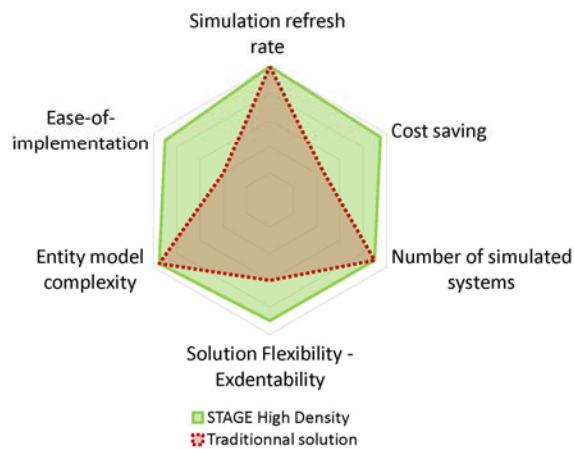 Simulation refresh
rate
Cost saving
Number of simulated
systems
Solution Flexibility -
Exdentability
Entity model
complexity
Ease-of-
implementation
STAGE High Density
Traditionnal solution